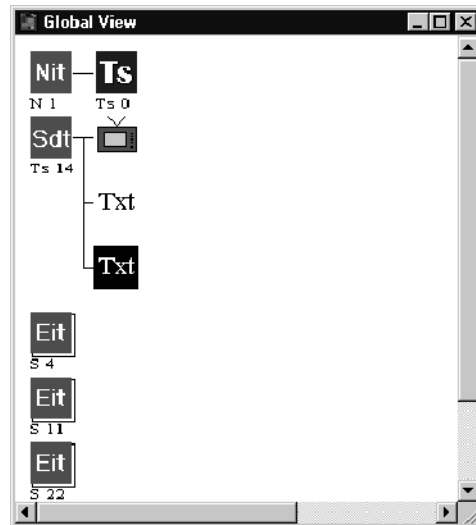 Global View
Nit Ts
N 1 Ts 0
Sdt
Ts 14
Txt
Txt
Eit
S 4
Eit
S 11
Eit
S 22